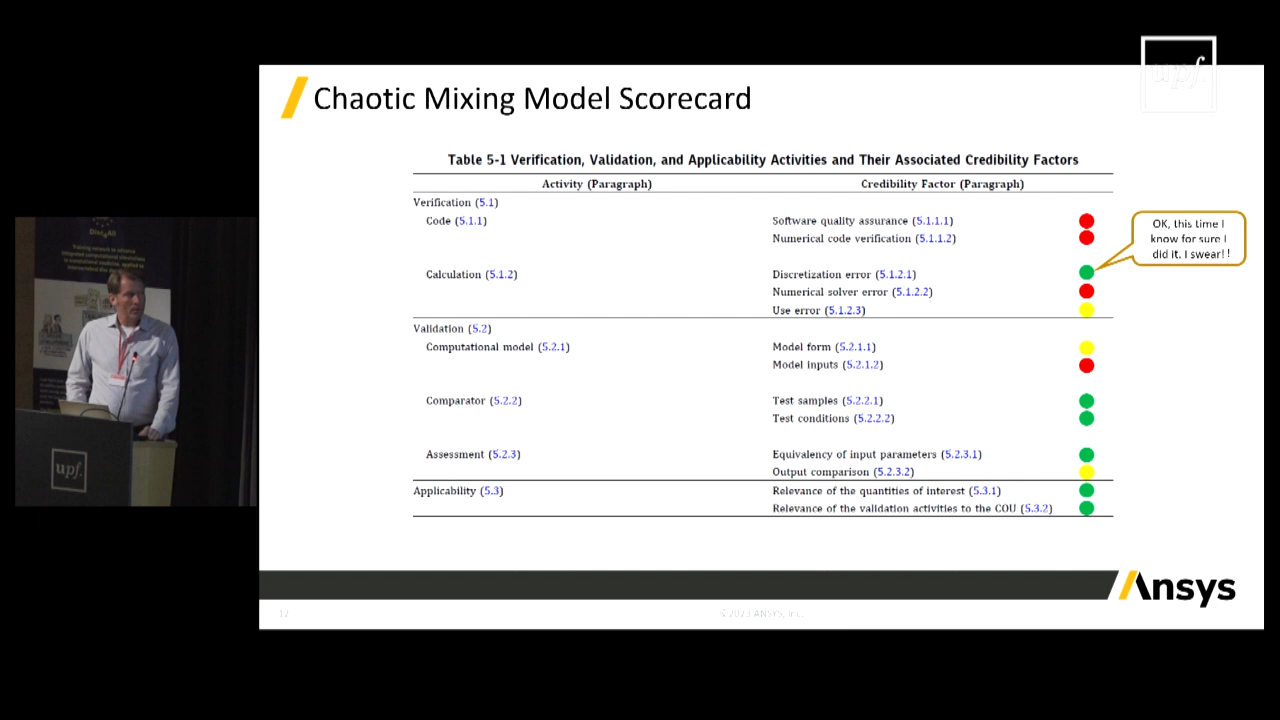 upf.
Chaotic Mixing Model Scorecard
Table 5-1 Verification, Validation, and Applicability Activities and Their Associated Credibility Factors
Activity (Paragraph) Credibility Factor (Paragraph)
Verification (5.1)
Code (5.1.1) Software quality assurance (5.1.1.1)
Numerical code verification (5.1.1.2)
OK, this time I
know for sure I
did it. I swear!!
Calculation (5.1.2) Discretization error (5.1.2.1)
Numerical solver error (5.1.2.2)
Use error (5.1.2.3)
Validation (5.2)
Computational model (5.2.1) Model form (5.2.1.1)
Model inputs (5.2.1.2)
Comparator (5.2.2) Test samples (5.2.2.1)
Test conditions (5.2.2.2)
Assessment (5.2.3) Equivalency of input parameters (5.2.3.1)
Output comparison (5.2.3.2)
Applicability (5.3) Relevance of the quantities of interest (5.3.1)
Relevance of the validation activities to the COU (5.3.2)
Ansys
©2023 ANSYS, Inc.
upf.